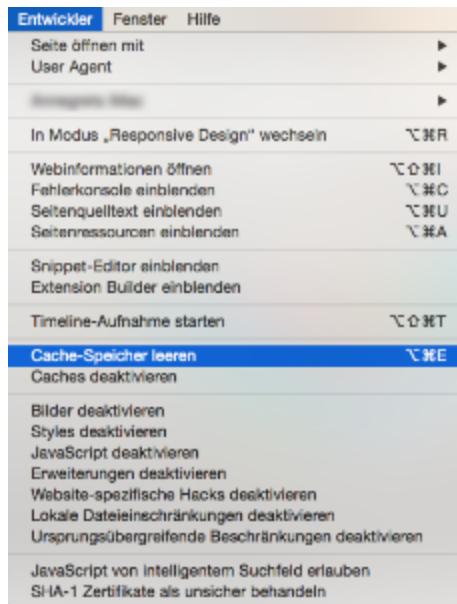 Entwickler Fenster Hilfe
Seite öffnen mit ▶
User Agent ▶
▶
In Modus „Responsive Design“ wechseln ⌥⌘R
Webinformationen öffnen ⌥⇧⌘I
Fehlerkonsole einblenden ⌥⌘C
Seitenquelltext einblenden ⌥⌘U
Seitenressourcen einblenden ⌥⌘A
Snippet-Editor einblenden
Extension Builder einblenden
Timeline-Aufnahme starten ⌥⇧⌘T
Cache-Speicher leeren ⌥⌘E
Caches deaktivieren
Bilder deaktivieren
Styles deaktivieren
JavaScript deaktivieren
Erweiterungen deaktivieren
Website-spezifische Hacks deaktivieren
Lokale Dateieinschränkungen deaktivieren
Ursprungsübergreifende Beschränkungen deaktivieren
JavaScript von intelligentem Suchfeld erlauben
SHA-1 Zertifikate als unsicher behandeln